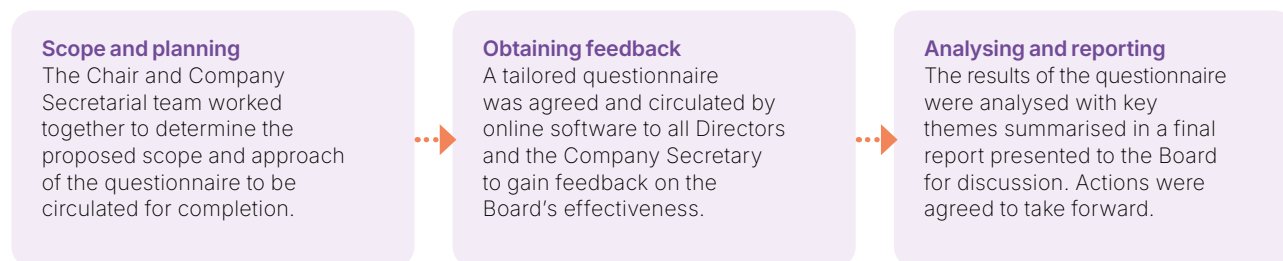 Scope and planning
The Chair and Company
Secretarial team worked
together to determine the
proposed scope and approach
of the questionnaire to be
circulated for completion.
Obtaining feedback
A tailored questionnaire
was agreed and circulated by
online software to all Directors
and the Company Secretary
to gain feedback on the
Board’s effectiveness.
Analysing and reporting
The results of the questionnaire
were analysed with key
themes summarised in a final
report presented to the Board
for discussion. Actions were
agreed to take forward.